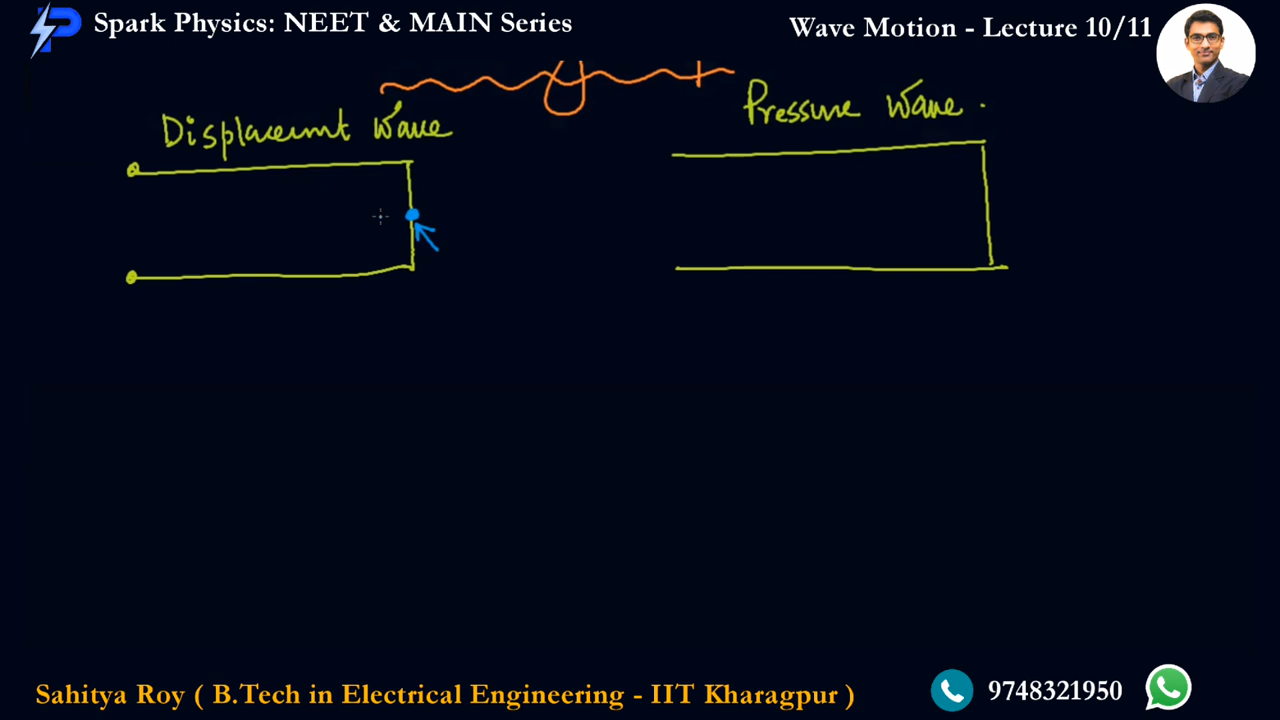 Spark Physics: NEET & MAIN Series
Wave Motion - Lecture 10/11
Displacemnt Wave
Pressure Wave.
Sahitya Roy ( B.Tech in Electrical Engineering - IIT Kharagpur )
9748321950